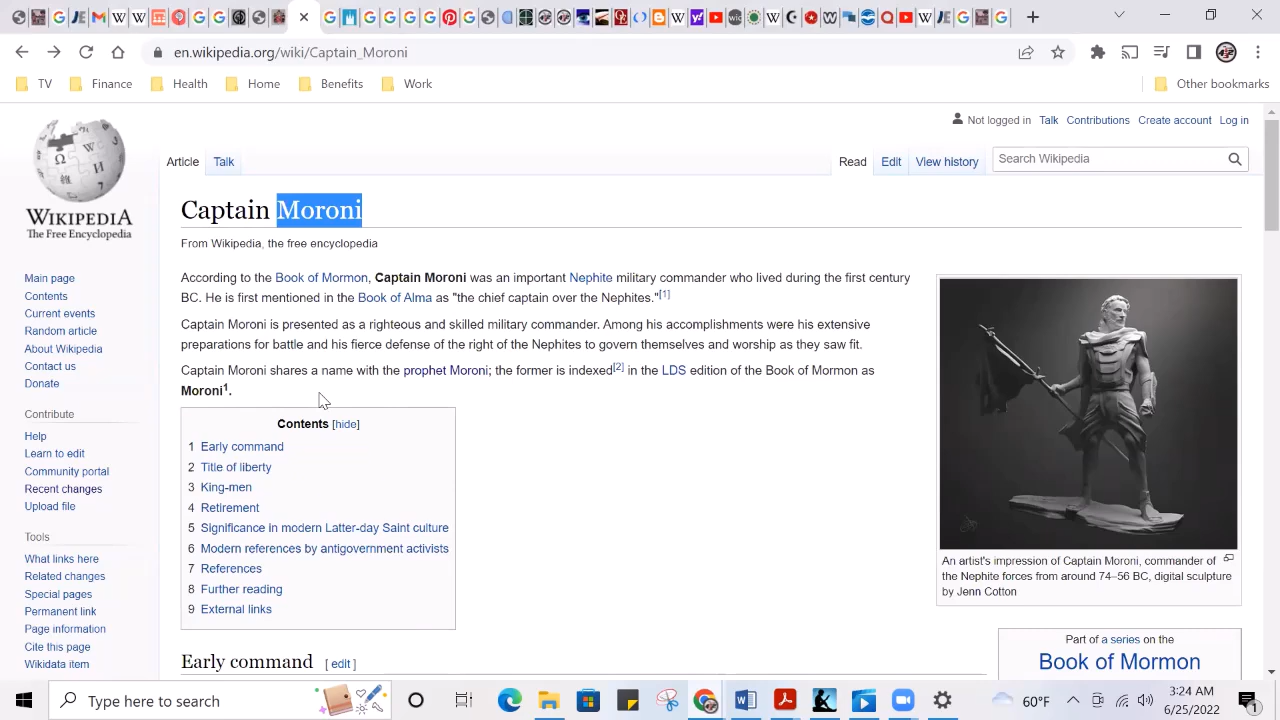 en.wikipedia.org/wiki/Captain_Moroni
TV Finance Health Home Benefits Work Other bookmarks
Not logged in Talk Contributions Create account Log in
Article Talk Read Edit View history Search Wikipedia
WIKIPEDIA
The Free Encyclopedia
Captain Moroni
From Wikipedia, the free encyclopedia
According to the Book of Mormon, Captain Moroni was an important Nephite military commander who lived during the first century
BC. He is first mentioned in the Book of Alma as "the chief captain over the Nephites."[1]
Captain Moroni is presented as a righteous and skilled military commander. Among his accomplishments were his extensive
preparations for battle and his fierce defense of the right of the Nephites to govern themselves and worship as they saw fit.
Captain Moroni shares a name with the prophet Moroni; the former is indexed[2] in the LDS edition of the Book of Mormon as
Moroni1.
Contents [hide]
1 Early command
2 Title of liberty
3 King-men
4 Retirement
5 Significance in modern Latter-day Saint culture
6 Modern references by antigovernment activists
7 References
8 Further reading
9 External links
Early command [ edit ]
Main page
Contents
Current events
Random article
About Wikipedia
Contact us
Donate
Contribute
Help
Learn to edit
Community portal
Recent changes
Upload file
Tools
What links here
Related changes
Special pages
Permanent link
Page information
Cite this page
Wikidata item
An artist's impression of Captain Moroni, commander of
the Nephite forces from around 74–56 BC, digital sculpture
by Jenn Cotton
Part of a series on the
Book of Mormon
Type here to search
60°F
3:24 AM
6/25/2022